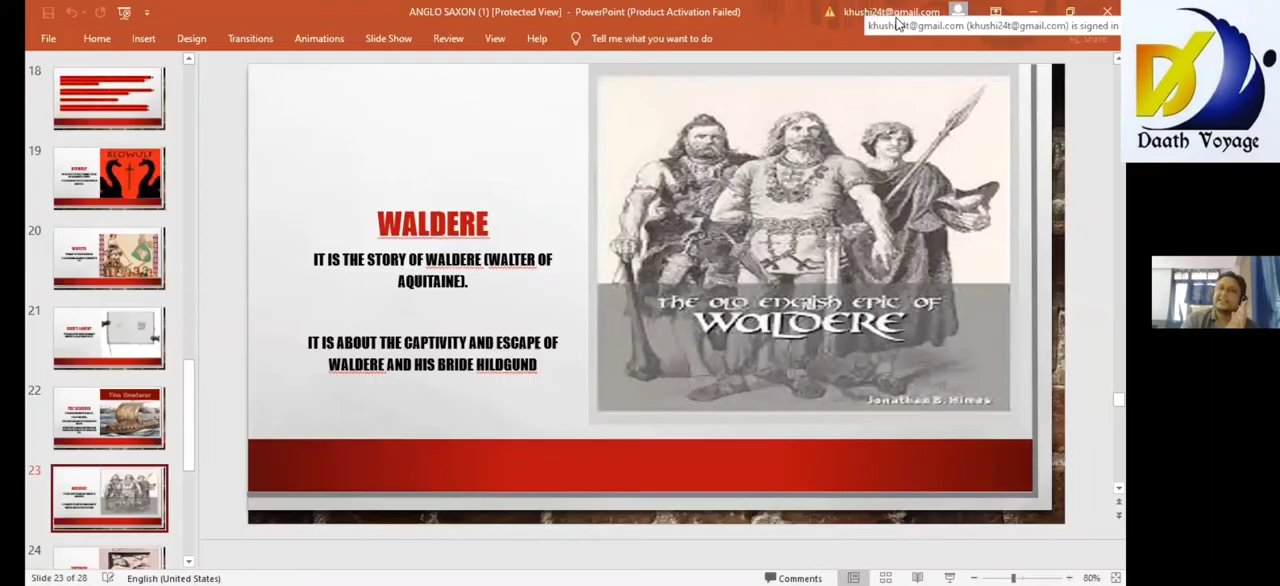 ANGLO SAXON (1) [Protected View] - PowerPoint (Product Activation Failed)
khushi24t@gmail.com
khushi24t@gmail.com (khushi24t@gmail.com) is signed in
File Home Insert Design Transitions Animations Slide Show Review View Help Tell me what you want to do
Share
Daath Voyage
18
19
BEOWULF
20
21
22
The Seafarer
23
24
WALDERE
IT IS THE STORY OF WALDERE (WALTER OF
AQUITAINE).
IT IS ABOUT THE CAPTIVITY AND ESCAPE OF
WALDERE AND HIS BRIDE HILDGUND
THE OLD ENGLISH EPIC OF
WALDERE
Jonathan B. Himes
Slide 23 of 28 English (United States) Comments 80%